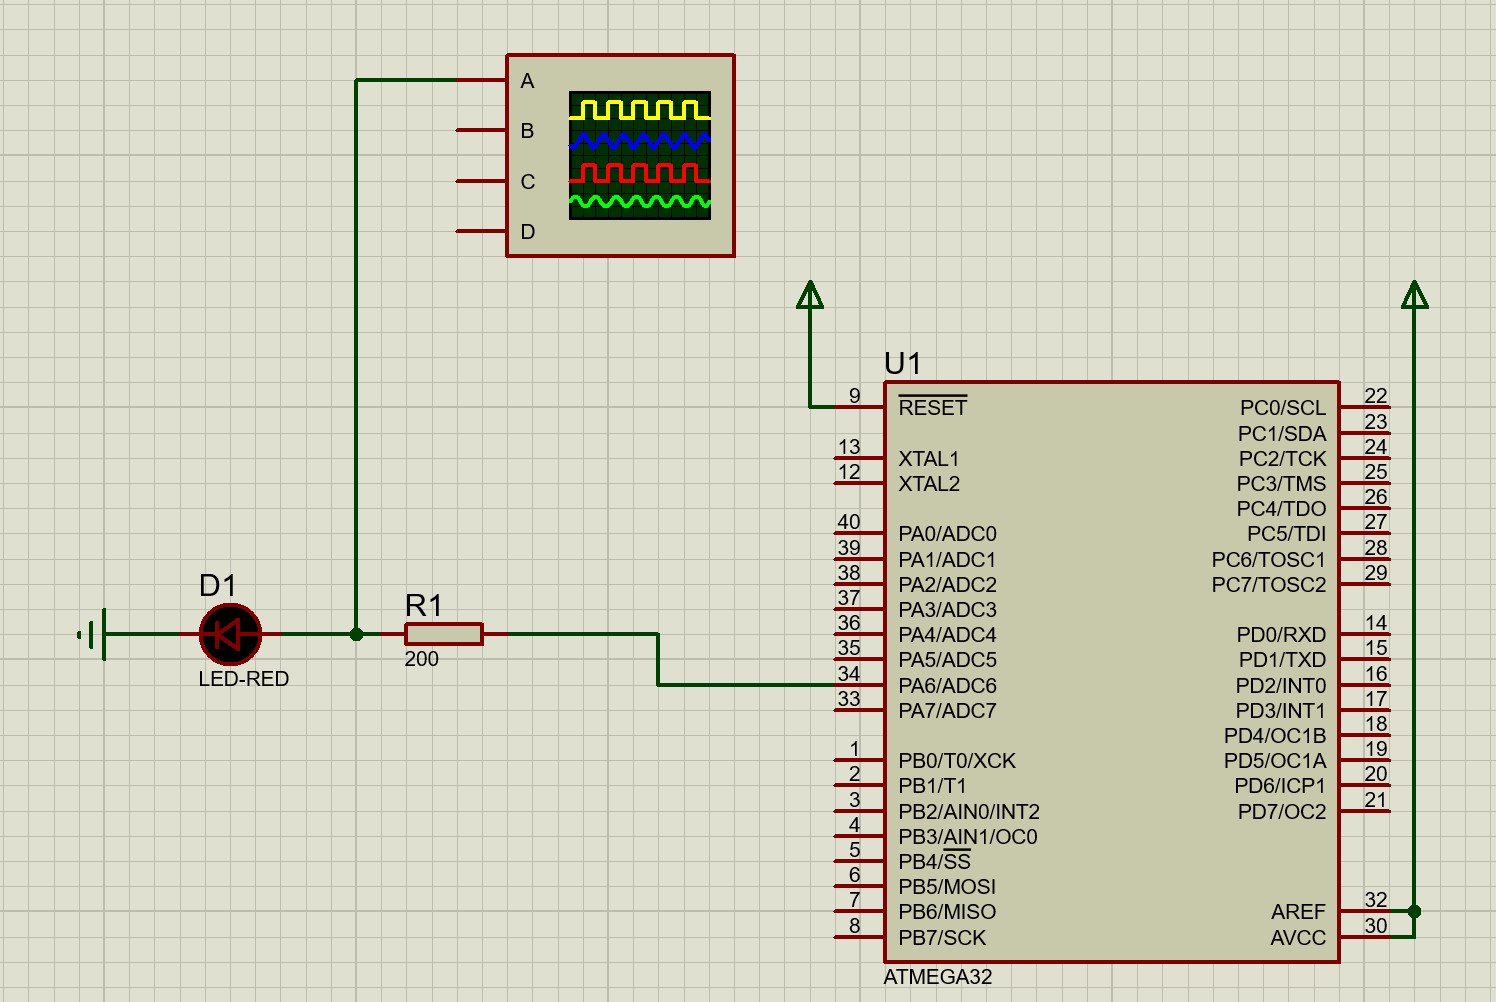 A
B
C
D
U1
9 RESET
13 XTAL1
12 XTAL2
40 PA0/ADC0
39 PA1/ADC1
38 PA2/ADC2
37 PA3/ADC3
36 PA4/ADC4
35 PA5/ADC5
34 PA6/ADC6
33 PA7/ADC7
1 PB0/T0/XCK
2 PB1/T1
3 PB2/AIN0/INT2
4 PB3/AIN1/OC0
5 PB4/SS
6 PB5/MOSI
7 PB6/MISO
8 PB7/SCK
PC0/SCL 22
PC1/SDA 23
PC2/TCK 24
PC3/TMS 25
PC4/TDO 26
PC5/TDI 27
PC6/TOSC1 28
PC7/TOSC2 29
PD0/RXD 14
PD1/TXD 15
PD2/INT0 16
PD3/INT1 17
PD4/OC1B 18
PD5/OC1A 19
PD6/ICP1 20
PD7/OC2 21
AREF 32
AVCC 30
ATMEGA32
D1
LED-RED
R1
200